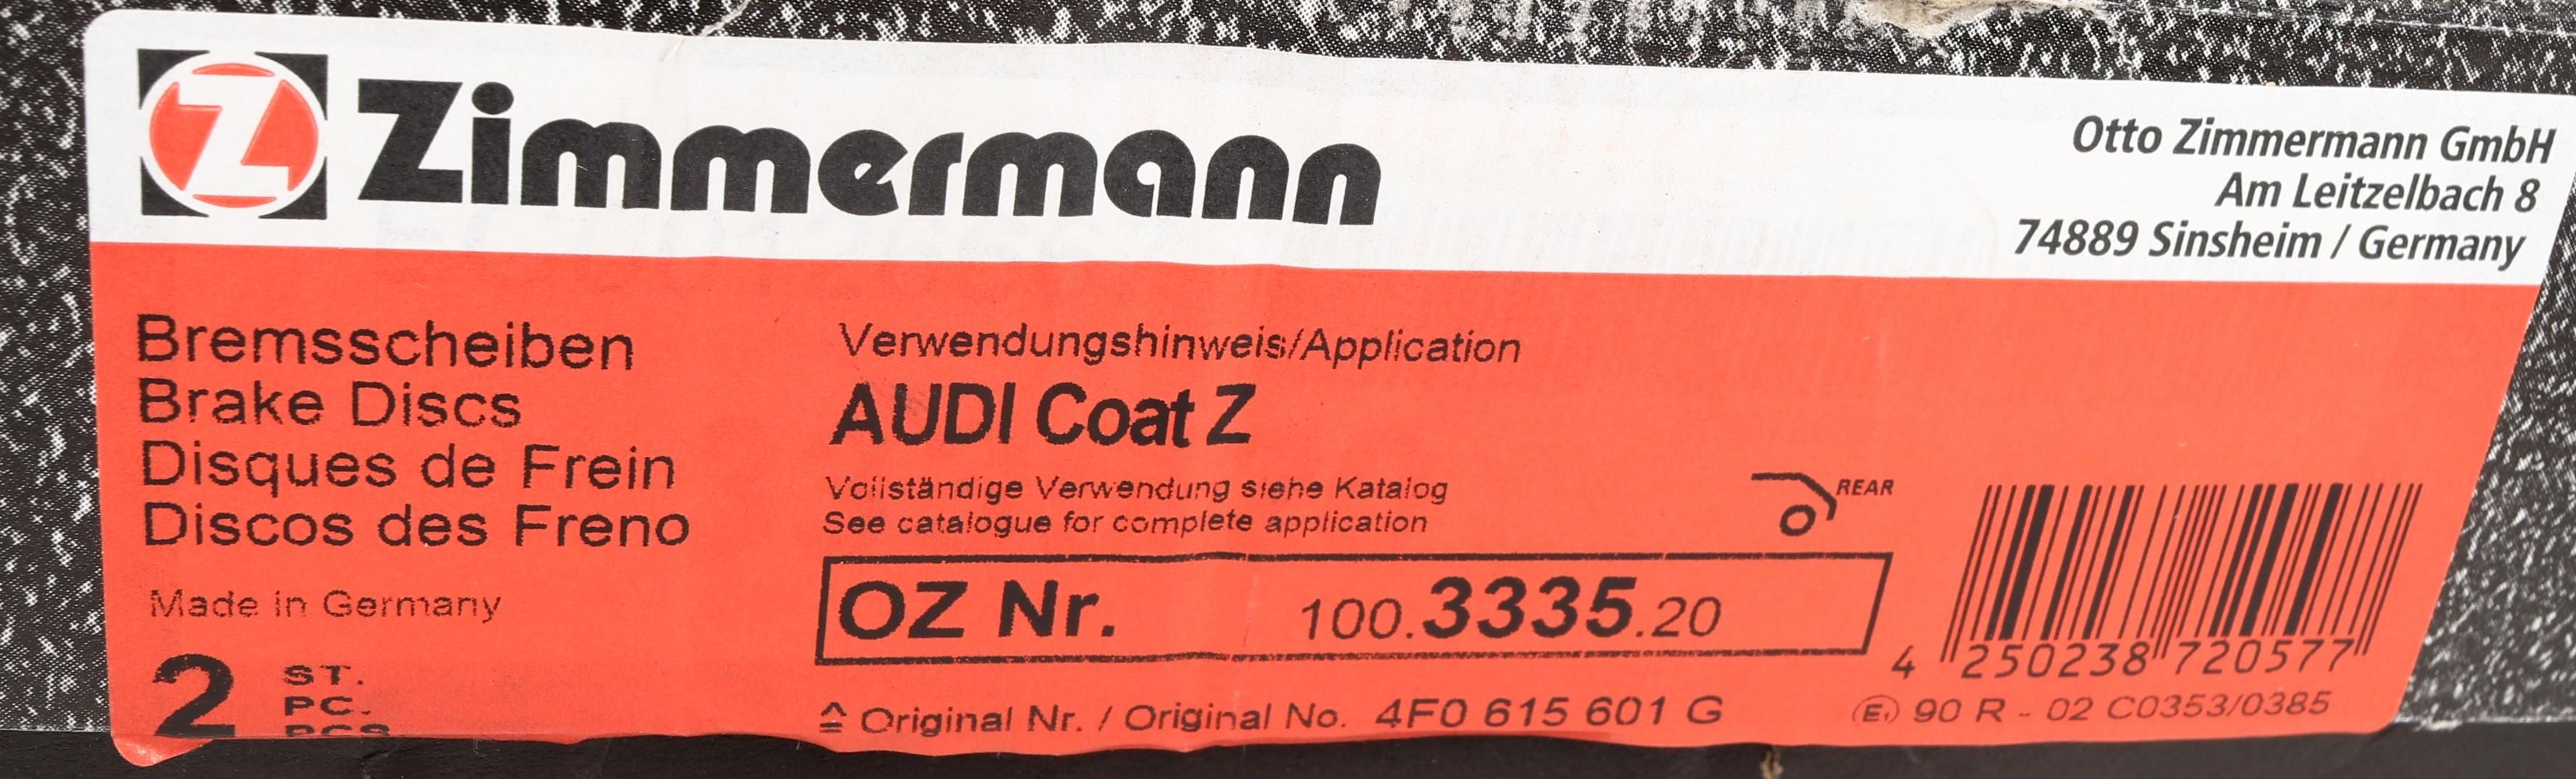 Z Zimmermann
Otto Zimmermann GmbH
Am Leitzelbach 8
74889 Sinsheim / Germany
Bremsscheiben
Brake Discs
Disques de Frein
Discos des Freno
Made in Germany
2 ST.
PC.
PCS
Verwendungshinweis/Application
AUDI Coat Z
Vollständige Verwendung siehe Katalog
See catalogue for complete application
REAR
OZ Nr. 100.3335.20
≙ Original Nr. / Original No. 4F0 615 601 G
4 250238 720577
E1 90 R - 02 C0353/0385